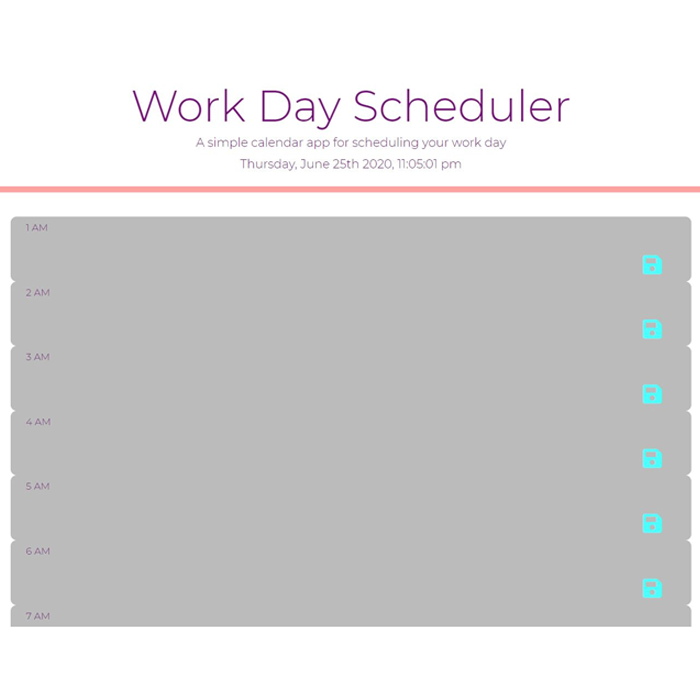 Work Day Scheduler
A simple calendar app for scheduling your work day
Thursday, June 25th 2020, 11:05:01 pm
1 AM
2 AM
3 AM
4 AM
5 AM
6 AM
7 AM